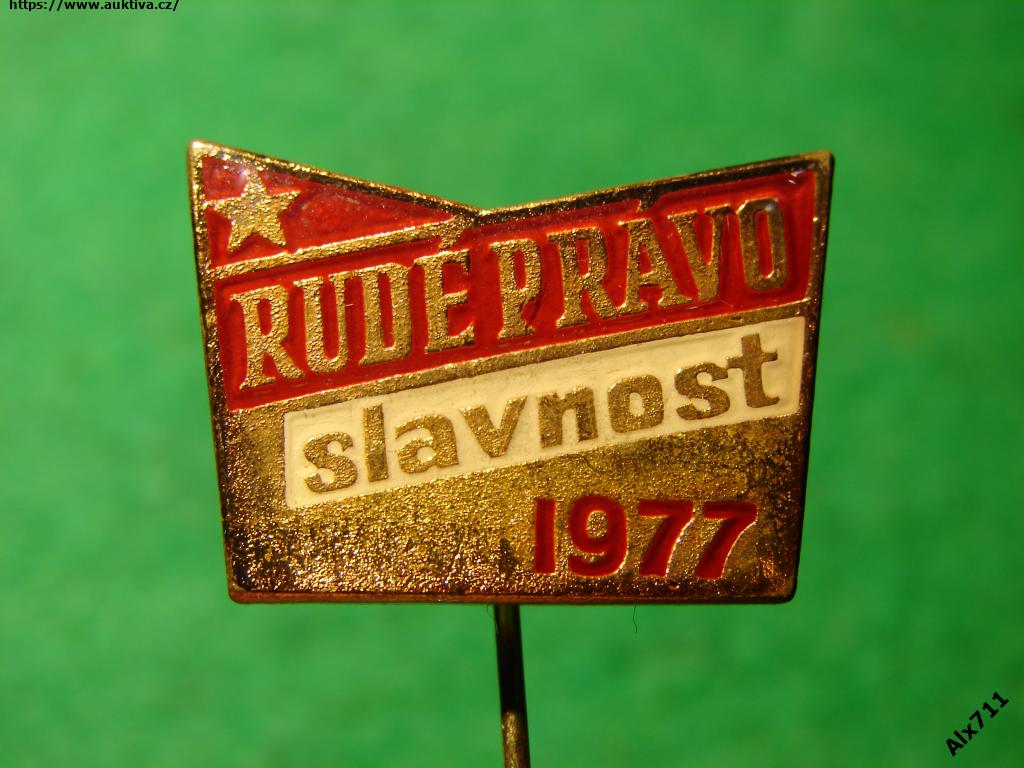 https://www.auktiva.cz/
RUDÉ PRÁVO
slavnost
1977
Alx711